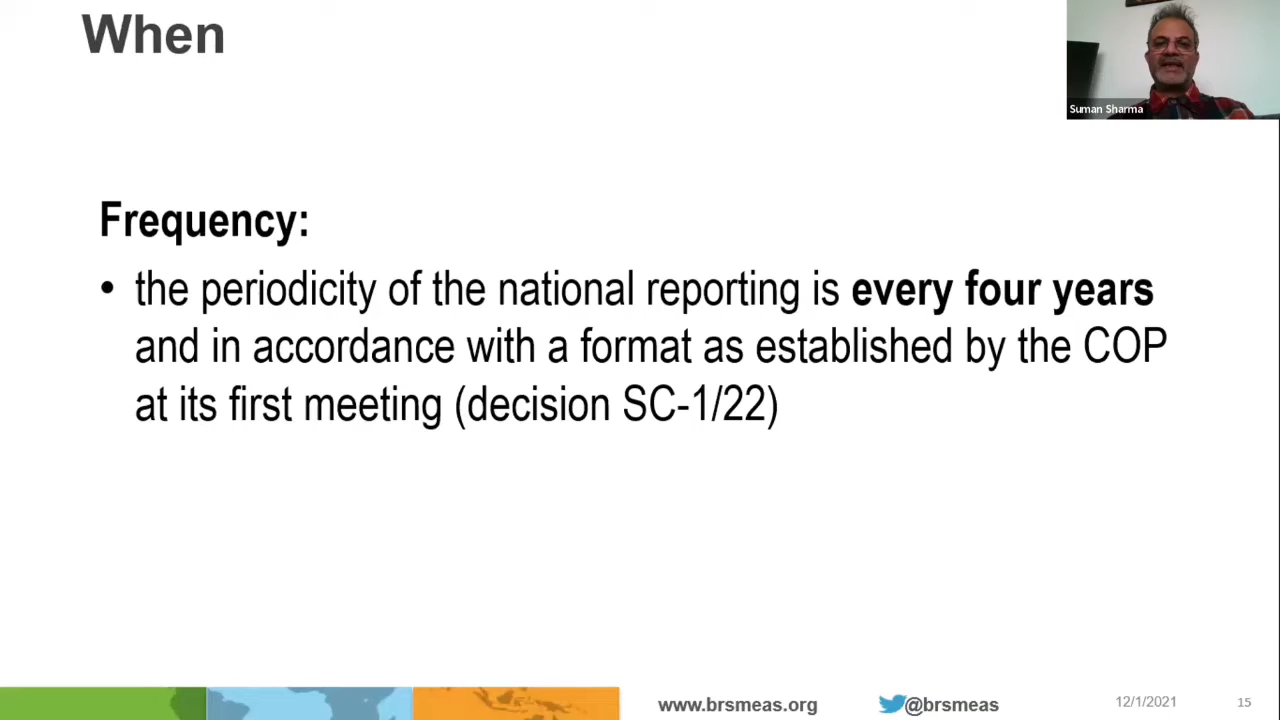 When
Suman Sharma
Frequency:
• the periodicity of the national reporting is every four years
and in accordance with a format as established by the COP
at its first meeting (decision SC-1/22)
www.brsmeas.org @brsmeas 12/1/2021 15